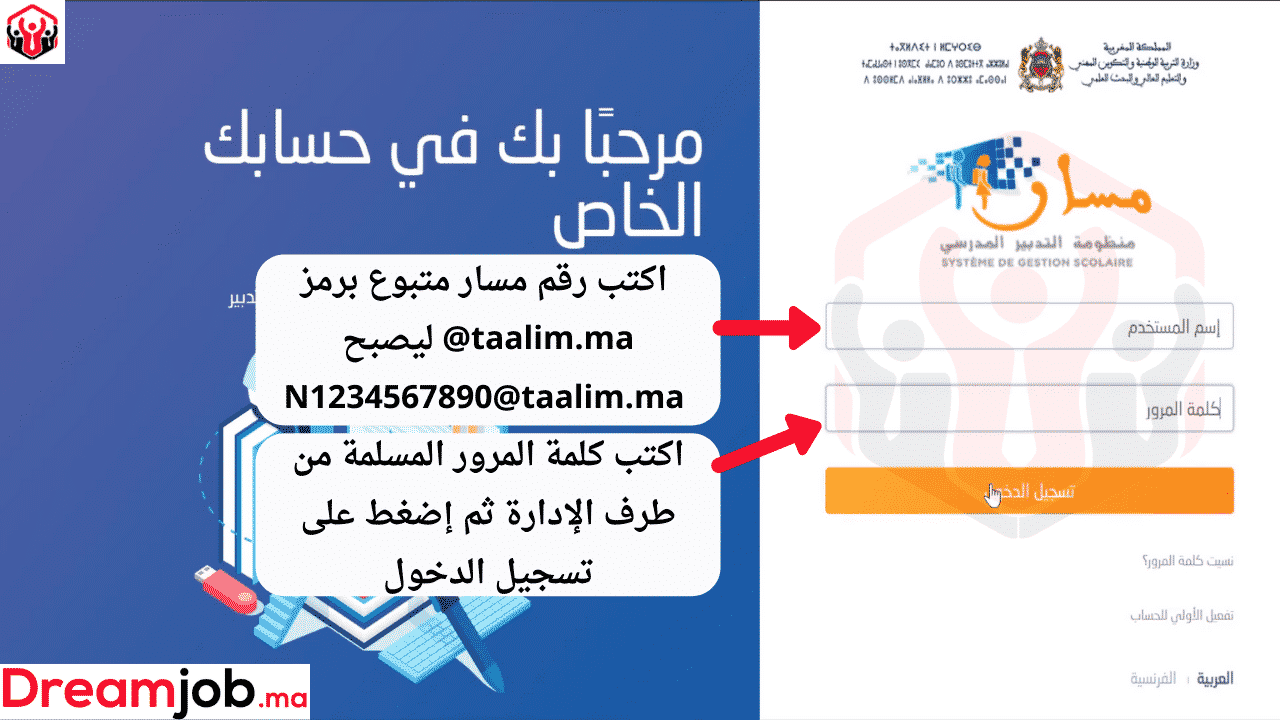 المملكة المغربية
وزارة التربية الوطنية والتكوين المهني
والتعليم العالي والبحث العلمي
ⵜⴰⴳⵍⴷⵉⵜ ⵏ ⵍⵎⵖⵔⵉⴱ
مرحبًا بك في حسابك
الخاص
مسار
منظومة التدبير المدرسي
SYSTÈME DE GESTION SCOLAIRE
اكتب رقم مسار متبوع برمز
@taalim.ma ليصبح
N1234567890@taalim.ma
اكتب كلمة المرور المسلمة من
طرف الإدارة ثم إضغط على
تسجيل الدخول
إسم المستخدم
كلمة المرور
تسجيل الدخول
نسيت كلمة المرور؟
تفعيل الأولي للحساب
العربية | الفرنسية
Dreamjob.ma